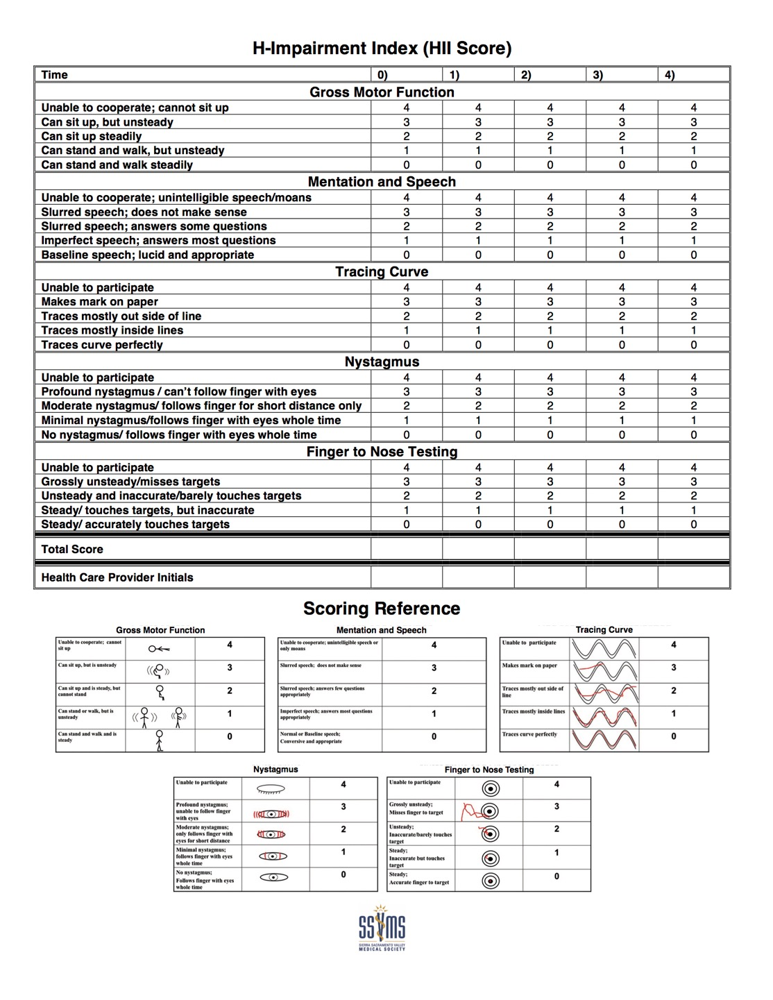 H-Impairment Index (HII Score)
Time 0) 1) 2) 3) 4)
Gross Motor Function
Unable to cooperate; cannot sit up 4 4 4 4 4
Can sit up, but unsteady 3 3 3 3 3
Can sit up steadily 2 2 2 2 2
Can stand and walk, but unsteady 1 1 1 1 1
Can stand and walk steadily 0 0 0 0 0
Mentation and Speech
Unable to cooperate; unintelligible speech/moans 4 4 4 4 4
Slurred speech; does not make sense 3 3 3 3 3
Slurred speech; answers some questions 2 2 2 2 2
Imperfect speech; answers most questions 1 1 1 1 1
Baseline speech; lucid and appropriate 0 0 0 0 0
Tracing Curve
Unable to participate 4 4 4 4 4
Makes mark on paper 3 3 3 3 3
Traces mostly out side of line 2 2 2 2 2
Traces mostly inside lines 1 1 1 1 1
Traces curve perfectly 0 0 0 0 0
Nystagmus
Unable to participate 4 4 4 4 4
Profound nystagmus / can't follow finger with eyes 3 3 3 3 3
Moderate nystagmus/ follows finger for short distance only 2 2 2 2 2
Minimal nystagmus/follows finger with eyes whole time 1 1 1 1 1
No nystagmus/ follows finger with eyes whole time 0 0 0 0 0
Finger to Nose Testing
Unable to participate 4 4 4 4 4
Grossly unsteady/misses targets 3 3 3 3 3
Unsteady and inaccurate/barely touches targets 2 2 2 2 2
Steady/ touches targets, but inaccurate 1 1 1 1 1
Steady/ accurately touches targets 0 0 0 0 0
Total Score
Health Care Provider Initials
Scoring Reference
Gross Motor Function
Unable to cooperate; cannot
sit up 4
Can sit up, but is unsteady 3
Can sit up and is steady, but
cannot stand 2
Can stand or walk, but is
unsteady 1
Can stand and walk and is
steady 0
Mentation and Speech
Unable to cooperate; unintelligible speech or
only moans 4
Slurred speech; does not make sense 3
Slurred speech; answers few questions
appropriately 2
Imperfect speech; answers most questions
appropriately 1
Normal or Baseline speech;
Conversive and appropriate 0
Tracing Curve
Unable to participate 4
Makes mark on paper 3
Traces mostly out side of
line 2
Traces mostly inside lines 1
Traces curve perfectly 0
Nystagmus
Unable to participate 4
Profound nystagmus;
unable to follow finger
with eyes 3
Moderate nystagmus;
only follows finger with
eyes for short distance 2
Minimal nystagmus;
follows finger with eyes
whole time 1
No nystagmus;
Follows finger with eyes
whole time 0
Finger to Nose Testing
Unable to participate 4
Grossly unsteady;
Misses finger to target 3
Unsteady;
Inaccurate/barely touches
target 2
Steady;
Inaccurate but touches
target 1
Steady;
Accurate finger to target 0
SSVMS
SIERRA SACRAMENTO VALLEY
MEDICAL SOCIETY